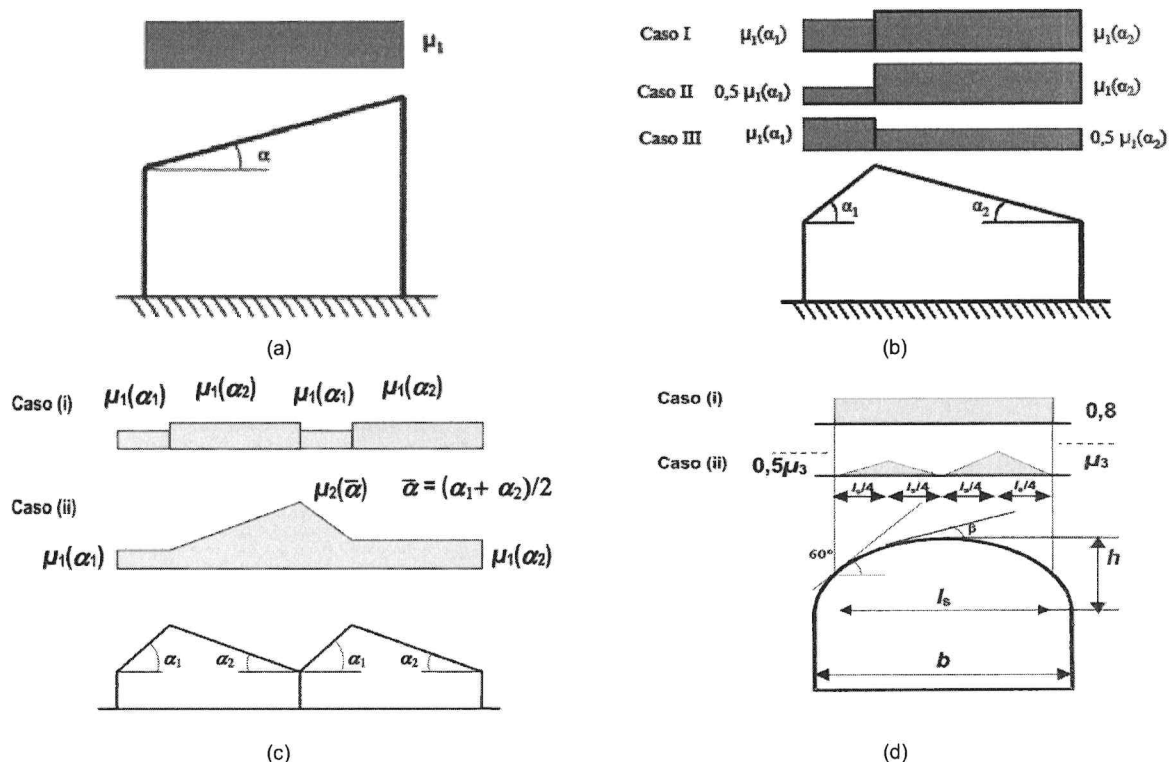 μ₁
α
(a)
Caso I μ₁(α₁) μ₁(α₂)
Caso II 0,5 μ₁(α₁) μ₁(α₂)
Caso III μ₁(α₁) 0,5 μ₁(α₂)
α₁ α₂
(b)
μ₁(α₁) μ₁(α₂) μ₁(α₁) μ₁(α₂)
Caso (i)
μ₂(ᾱ) ᾱ = (α₁+ α₂)/2
Caso (ii)
μ₁(α₁) μ₁(α₂)
α₁ α₂ α₁ α₂
(c)
Caso (i) 0,8
Caso (ii) 0,5μ₃ μ₃
lₛ/4 lₛ/4 lₛ/4 lₛ/4
β
60° h
lₛ
b
(d)